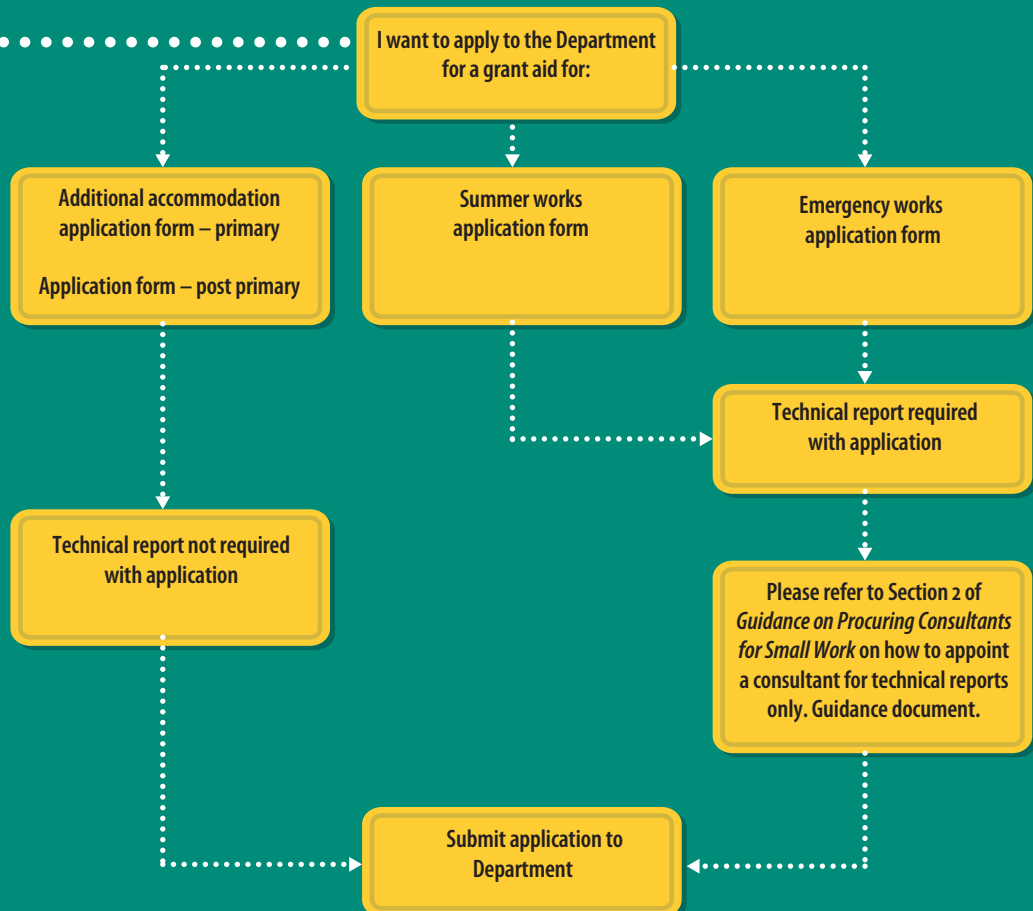 I want to apply to the Department
for a grant aid for:
Additional accommodation
application form – primary
Application form – post primary
Summer works
application form
Emergency works
application form
Technical report required
with application
Technical report not required
with application
Please refer to Section 2 of
Guidance on Procuring Consultants
for Small Work on how to appoint
a consultant for technical reports
only. Guidance document.
Submit application to
Department